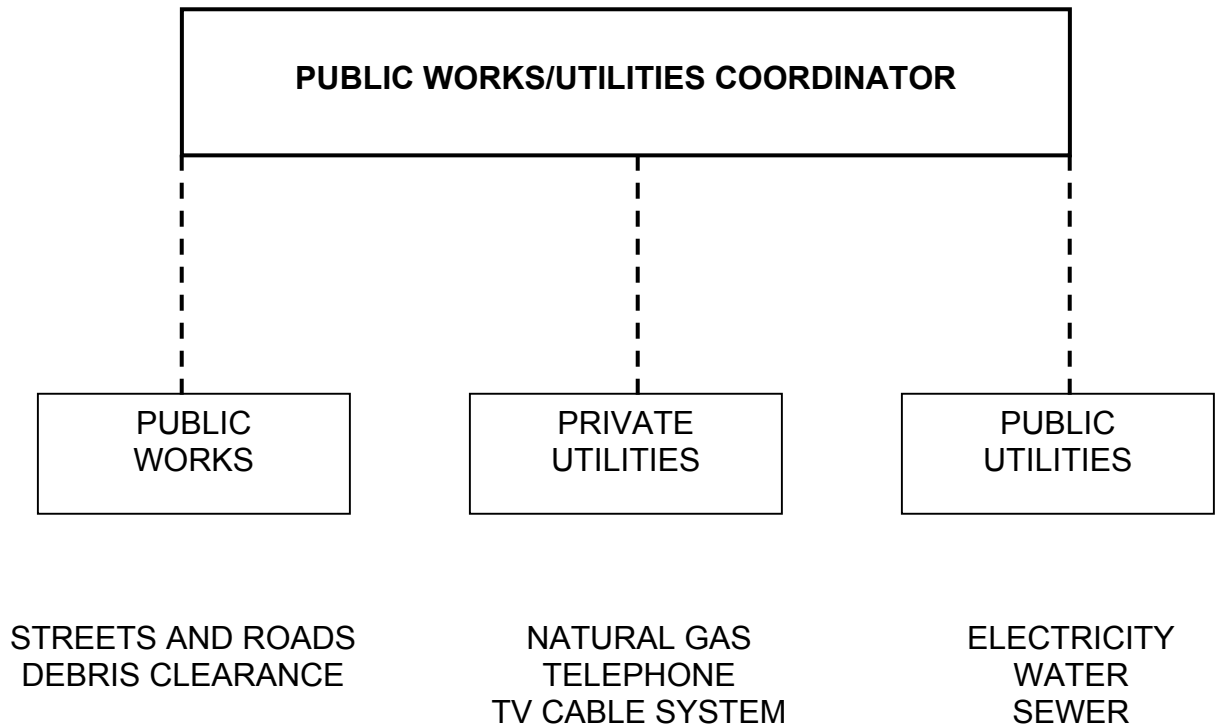 PUBLIC WORKS/UTILITIES COORDINATOR
PUBLIC
WORKS
PRIVATE
UTILITIES
PUBLIC
UTILITIES
STREETS AND ROADS
DEBRIS CLEARANCE
NATURAL GAS
TELEPHONE
TV CABLE SYSTEM
ELECTRICITY
WATER
SEWER